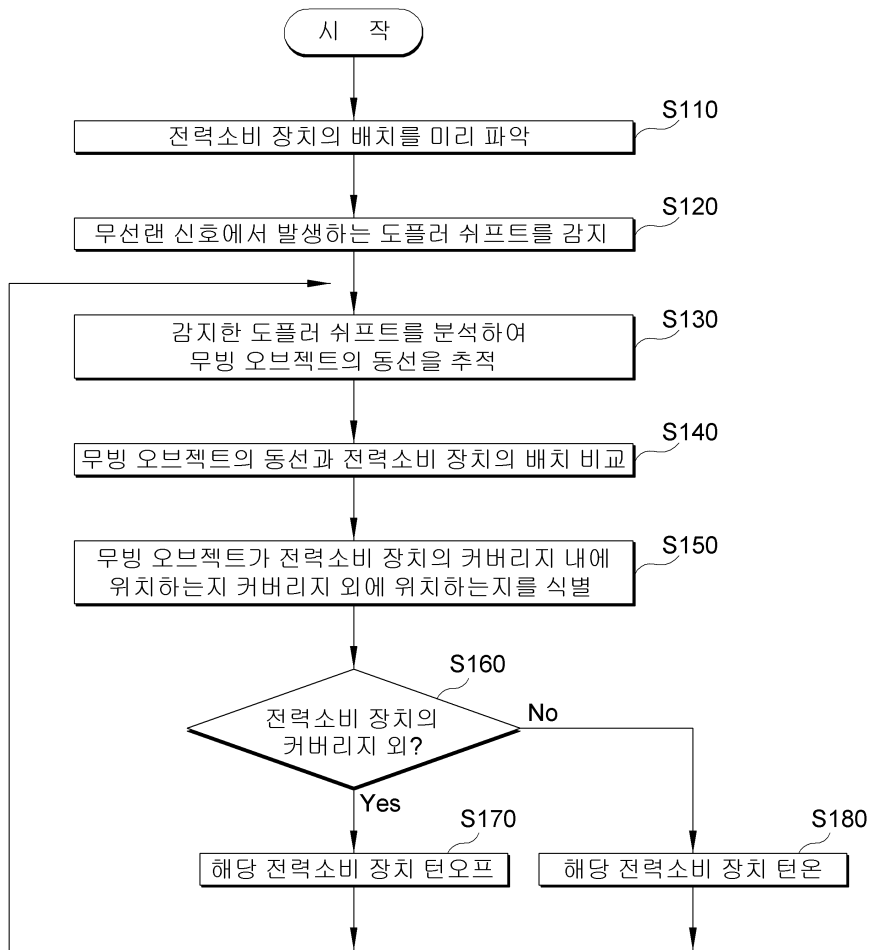 시 작
S110
전력소비 장치의 배치를 미리 파악
S120
무선랜 신호에서 발생하는 도플러 쉬프트를 감지
S130
감지한 도플러 쉬프트를 분석하여
무빙 오브젝트의 동선을 추적
S140
무빙 오브젝트의 동선과 전력소비 장치의 배치 비교
S150
무빙 오브젝트가 전력소비 장치의 커버리지 내에
위치하는지 커버리지 외에 위치하는지를 식별
S160
전력소비 장치의
커버리지 외?
No
Yes
S170
해당 전력소비 장치 턴오프
S180
해당 전력소비 장치 턴온